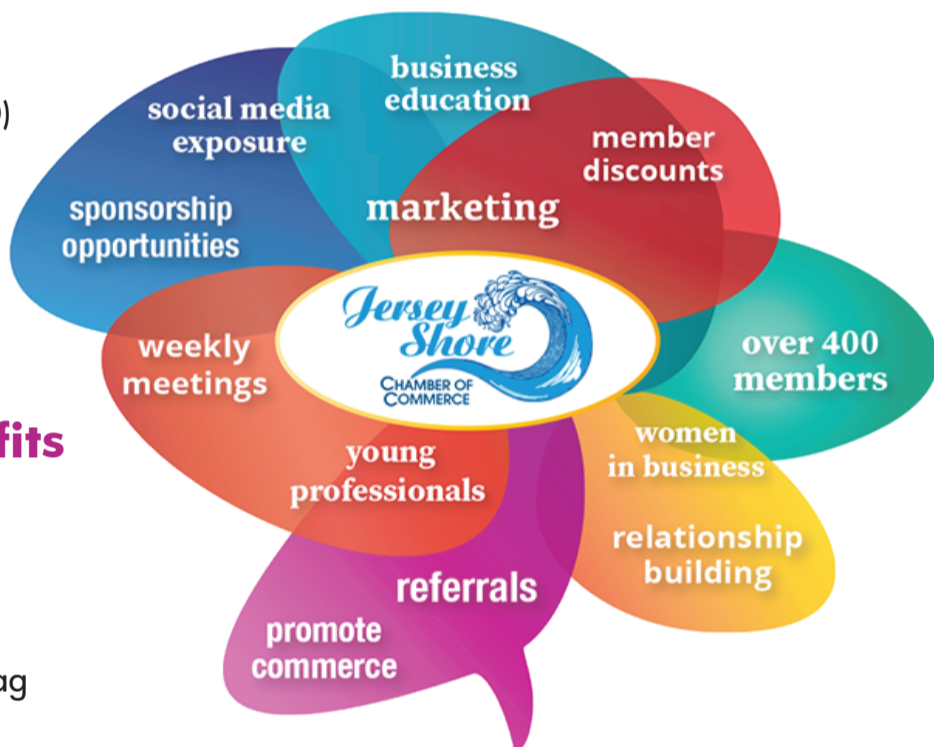 )
fits
ag
business
education
social media
exposure
member
discounts
sponsorship
opportunities
marketing
Jersey
Shore
CHAMBER OF
COMMERCE
weekly
meetings
over 400
members
young
professionals
women
in business
relationship
building
referrals
promote
commerce